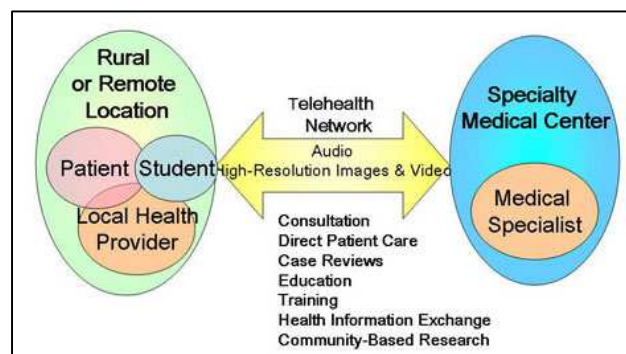 Rural
or Remote
Location
Patient
Student
Local Health
Provider
Telehealth
Network
Audio
High-Resolution Images & Video
Consultation
Direct Patient Care
Case Reviews
Education
Training
Health Information Exchange
Community-Based Research
Specialty
Medical Center
Medical
Specialist